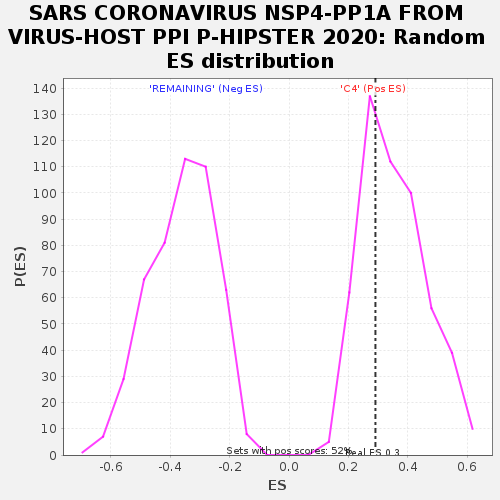 SARS CORONAVIRUS NSP4-PP1A FROM
VIRUS-HOST PPI P-HIPSTER 2020: Random
ES distribution
'REMAINING' (Neg ES)
'C4' (Pos ES)
140
130
120
110
100
90
80
70
60
50
40
30
20
10
0
P(ES)
Sets with pos scores: 52%
Real ES 0.3
-0.6
-0.4
-0.2
0.0
0.2
0.4
0.6
ES